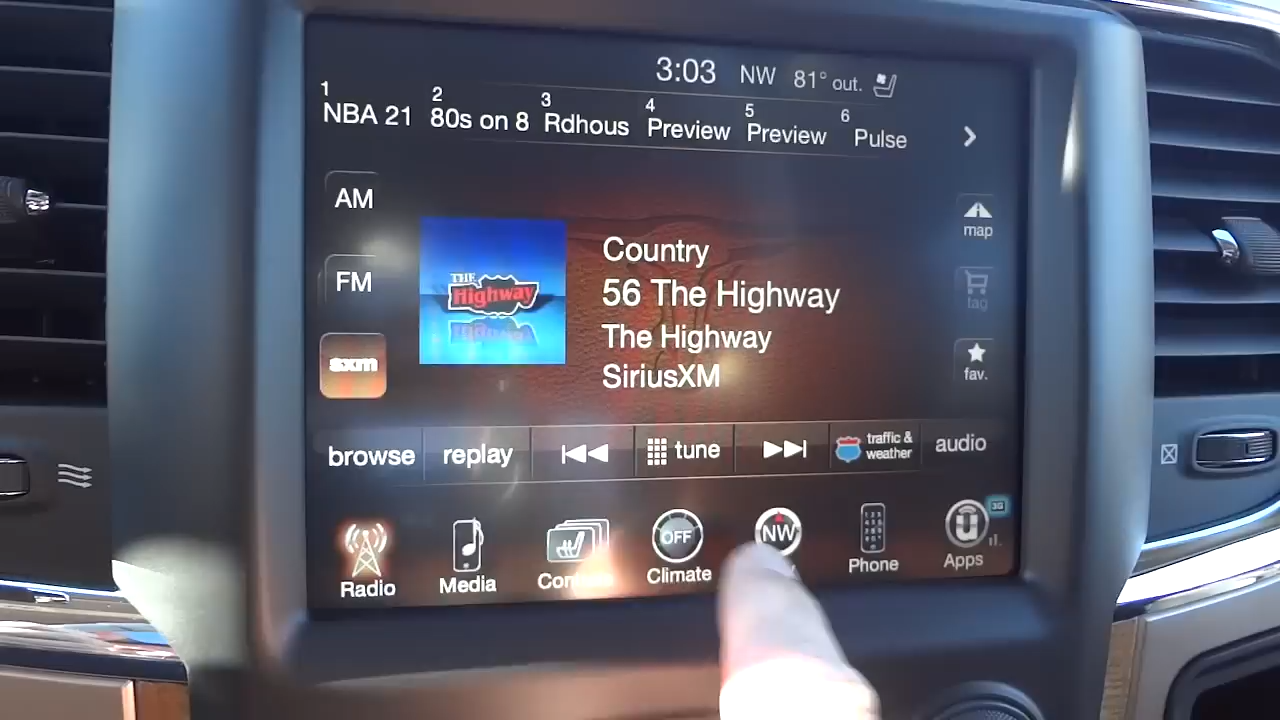 3:03 NW 81° out.
1 NBA 21
2 80s on 8
3 Rdhous
4 Preview
5 Preview
6 Pulse
AM
FM
sxm
THE
Highway
Country
56 The Highway
The Highway
SiriusXM
map
tag
fav.
browse
replay
tune
traffic &
weather
audio
OFF
NW
3G
Radio
Media
Climate
Phone
Apps